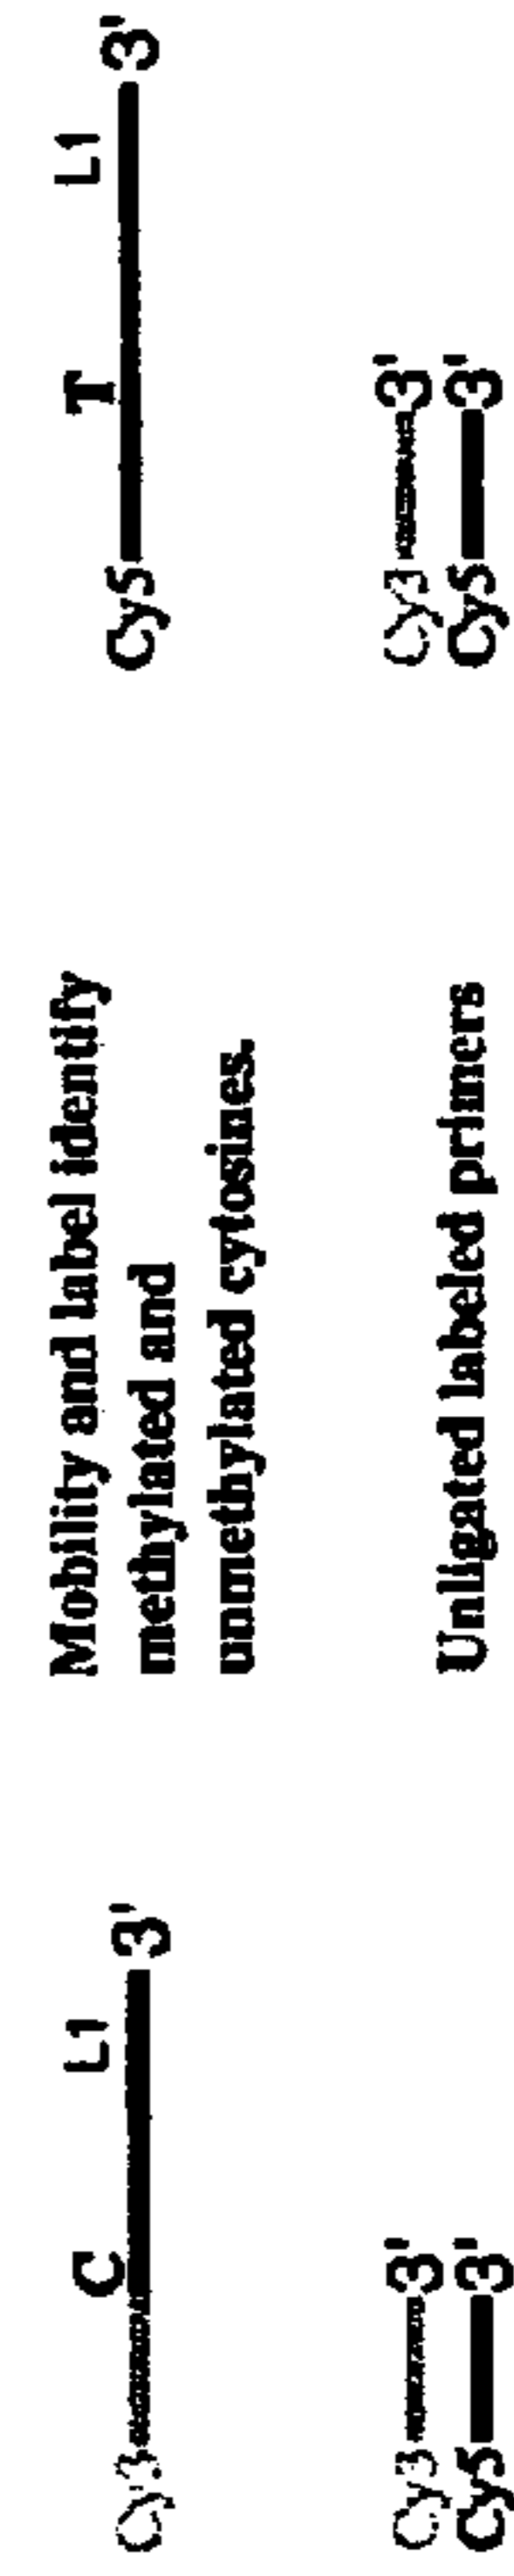 C L1
Cy3 3'
Cy3 3'
Cy5 3'
Mobility and label identify
methylated and
unmethylated cytosines.
Unligated labeled primers
T L1
Cy5 3'
Cy3 3'
Cy5 3'